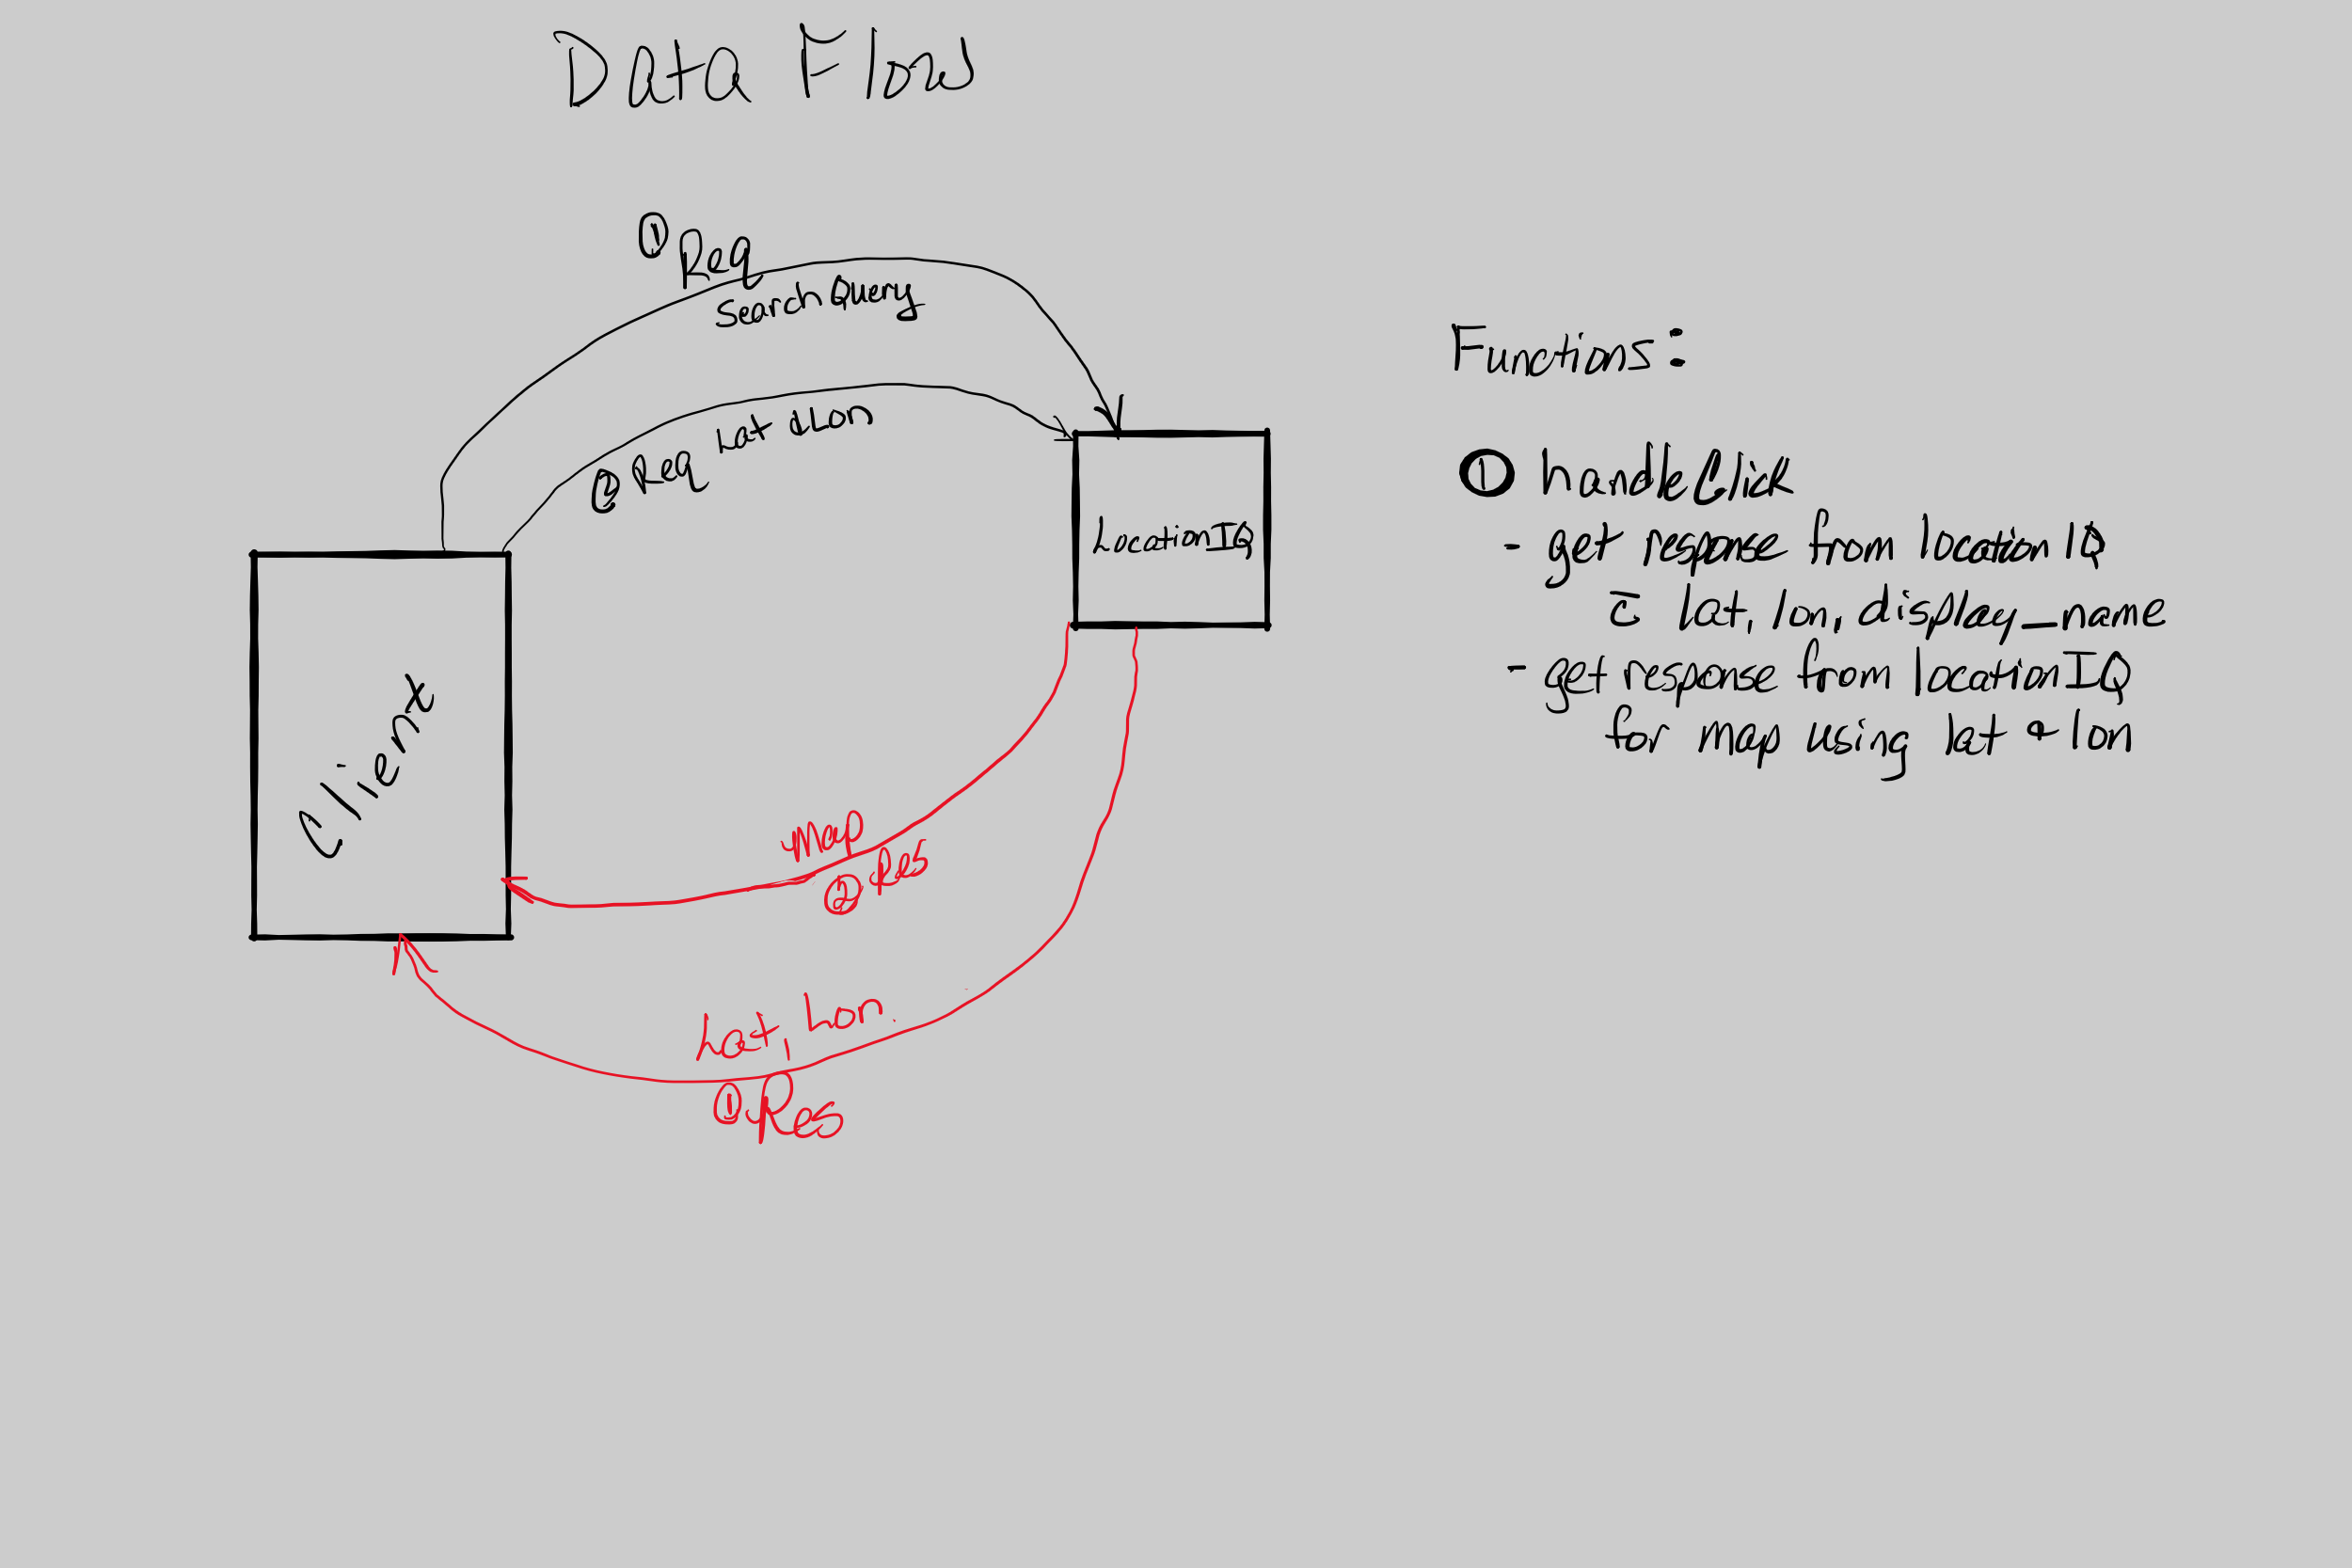 Data Flow
① Req
Search Query
② Req Lat + Lon
Client
LocationIQ
Map
② Res
Lat, Lon.
① Res
Functions:
① handleClick
- get response from location IQ
c̄ Lat, lon, display_name
- get response from locationIQ
for map using lat + lon